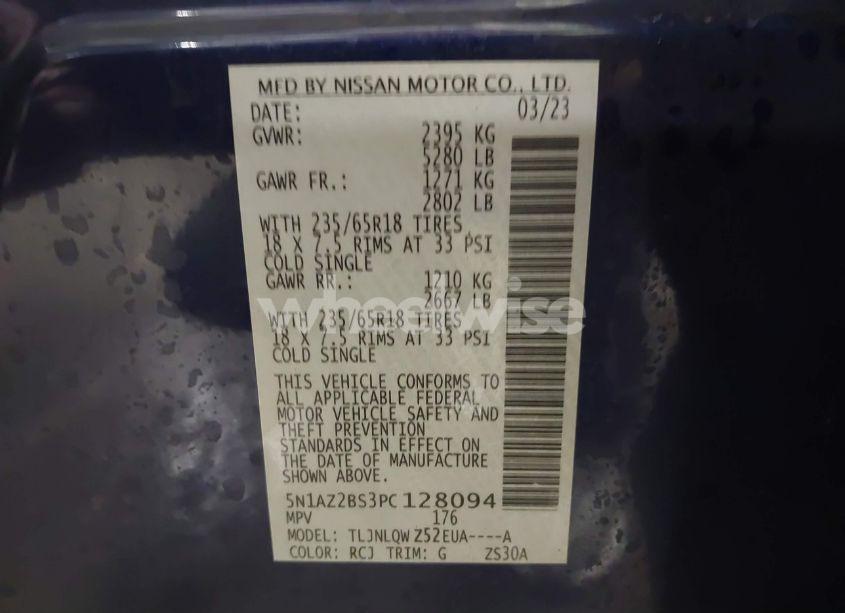 MFD BY NISSAN MOTOR CO., LTD.
DATE: 03/23
GVWR: 2395 KG
5280 LB
GAWR FR.: 1271 KG
2802 LB
WITH 235/65R18 TIRES
18 X 7.5 RIMS AT 33 PSI
COLD SINGLE
GAWR RR.: 1210 KG
2667 LB
wheelwise
WITH 235/65R18 TIRES
18 X 7.5 RIMS AT 33 PSI
COLD SINGLE
THIS VEHICLE CONFORMS TO
ALL APPLICABLE FEDERAL
MOTOR VEHICLE SAFETY AND
THEFT PREVENTION
STANDARDS IN EFFECT ON
THE DATE OF MANUFACTURE
SHOWN ABOVE.
5N1AZ2BS3PC128094
MPV 176
MODEL: TLJNLQW Z52EUA----A
COLOR: RCJ TRIM: G ZS30A